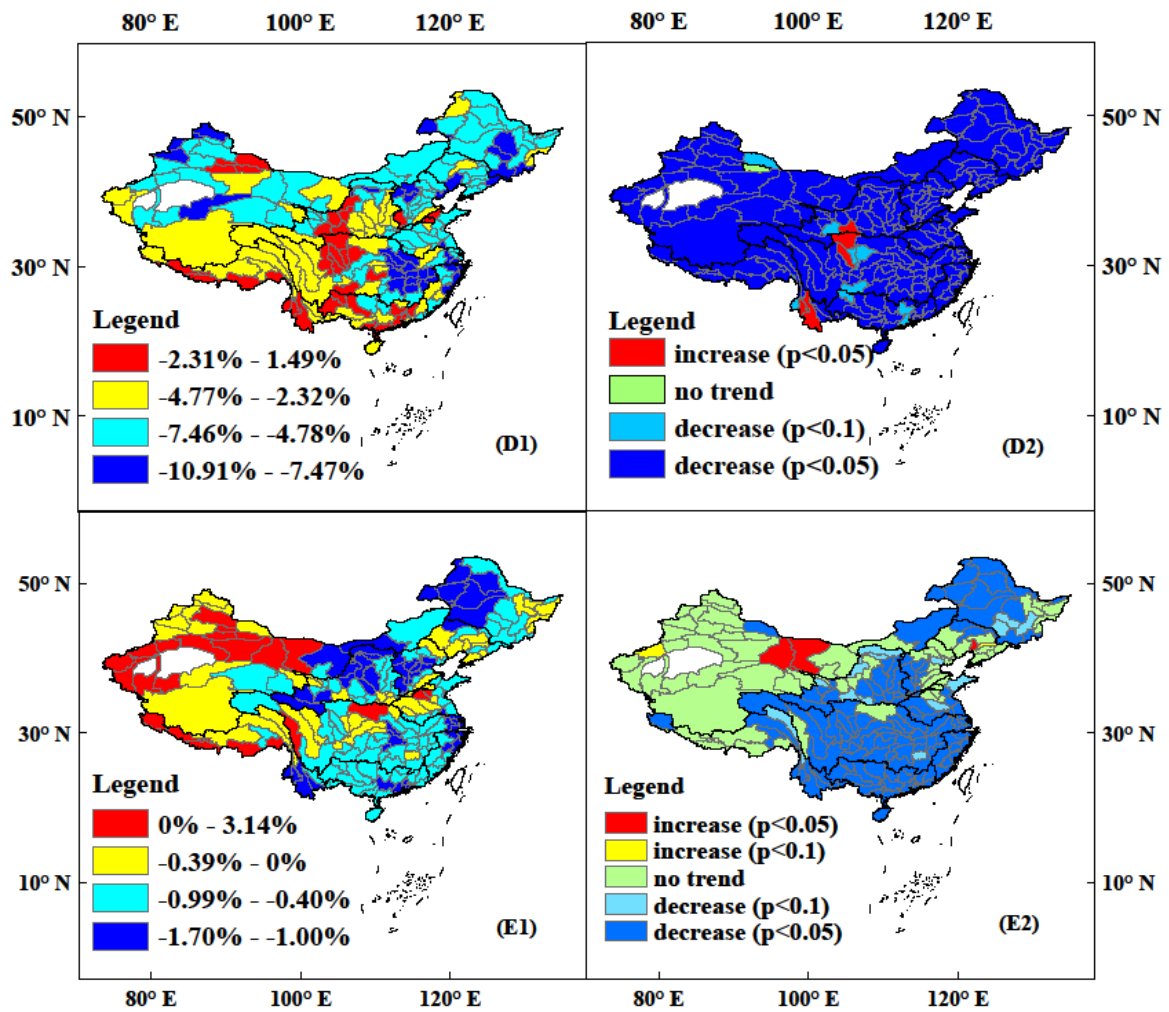 80° E 100° E 120° E 80° E 100° E 120° E
50° N
30° N
10° N
50° N
30° N
10° N
Legend
-2.31% - 1.49%
-4.77% - -2.32%
-7.46% - -4.78%
-10.91% - -7.47%
(D1)
Legend
increase (p<0.05)
no trend
decrease (p<0.1)
decrease (p<0.05)
(D2)
50° N
30° N
10° N
50° N
30° N
10° N
Legend
0% - 3.14%
-0.39% - 0%
-0.99% - -0.40%
-1.70% - -1.00%
(E1)
Legend
increase (p<0.05)
increase (p<0.1)
no trend
decrease (p<0.1)
decrease (p<0.05)
(E2)
80° E 100° E 120° E 80° E 100° E 120° E